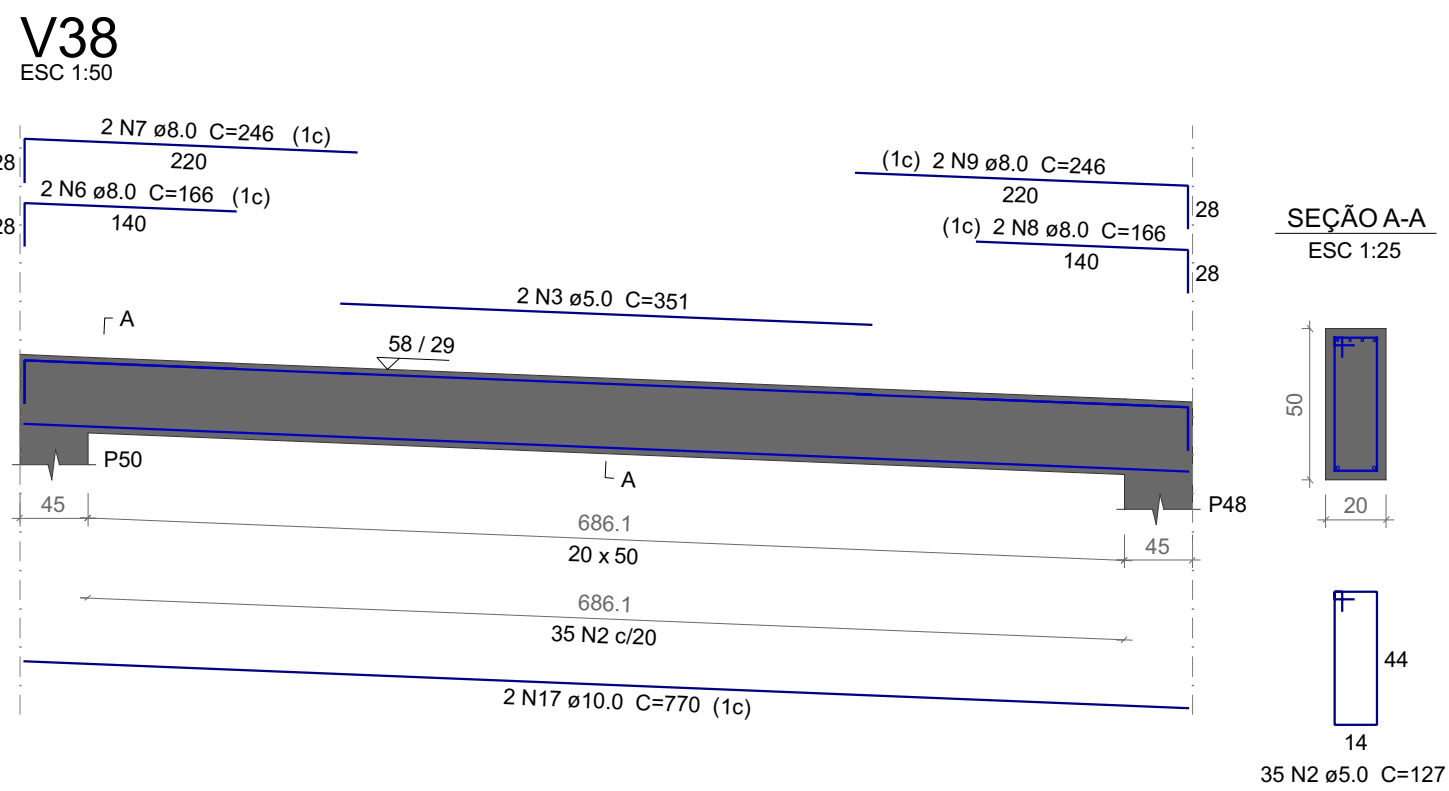 V38
ESC 1:50
2 N7 ø8.0 C=246 (1c)
28
220
2 N6 ø8.0 C=166 (1c)
28
140
(1c) 2 N9 ø8.0 C=246
220
28
(1c) 2 N8 ø8.0 C=166
140
28
2 N3 ø5.0 C=351
A
58 / 29
P50
A
P48
45
686.1
20 x 50
45
686.1
35 N2 c/20
2 N17 ø10.0 C=770 (1c)
SEÇÃO A-A
ESC 1:25
50
20
44
14
35 N2 ø5.0 C=127